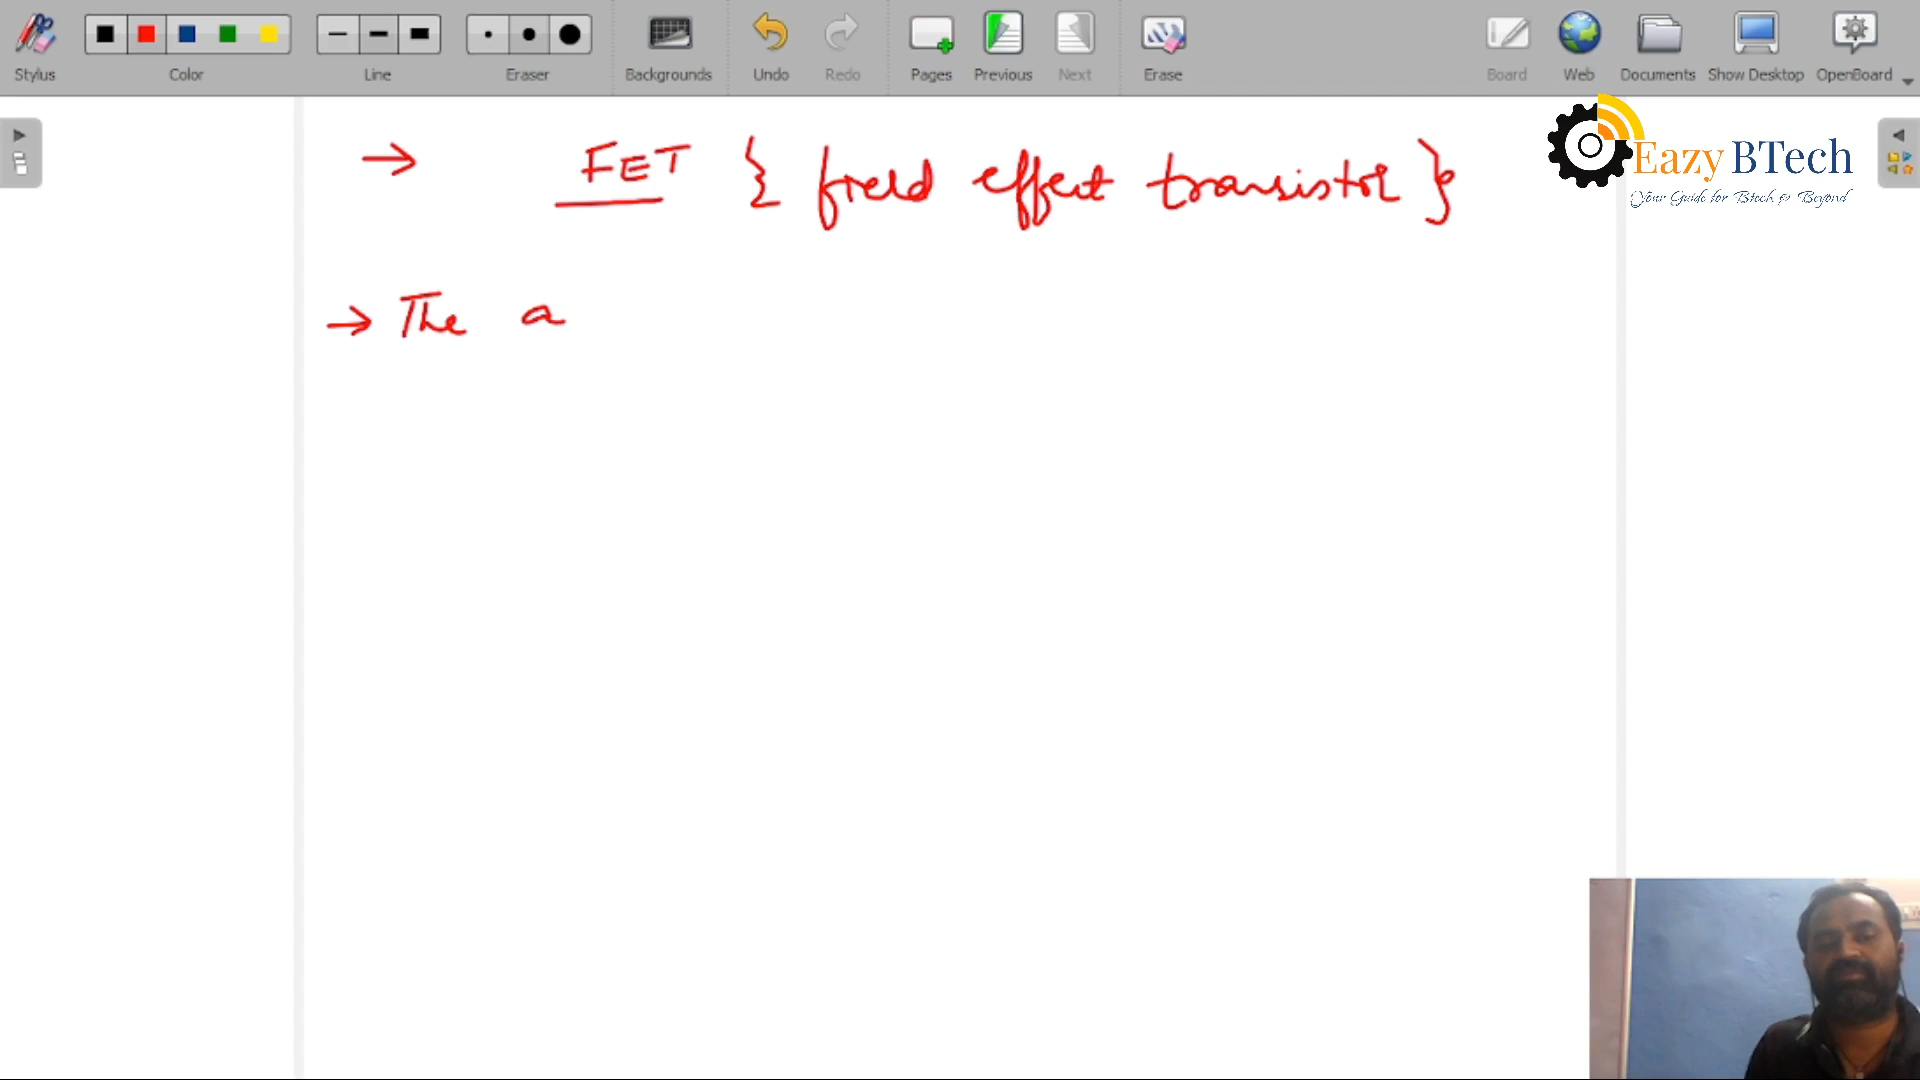 Stylus Color Line Eraser Backgrounds Undo Redo Pages Previous Next Erase Board Web Documents Show Desktop OpenBoard
Eazy BTech
Your Guide for Btech & Beyond
→ FET { field effect transistor }
→ The a